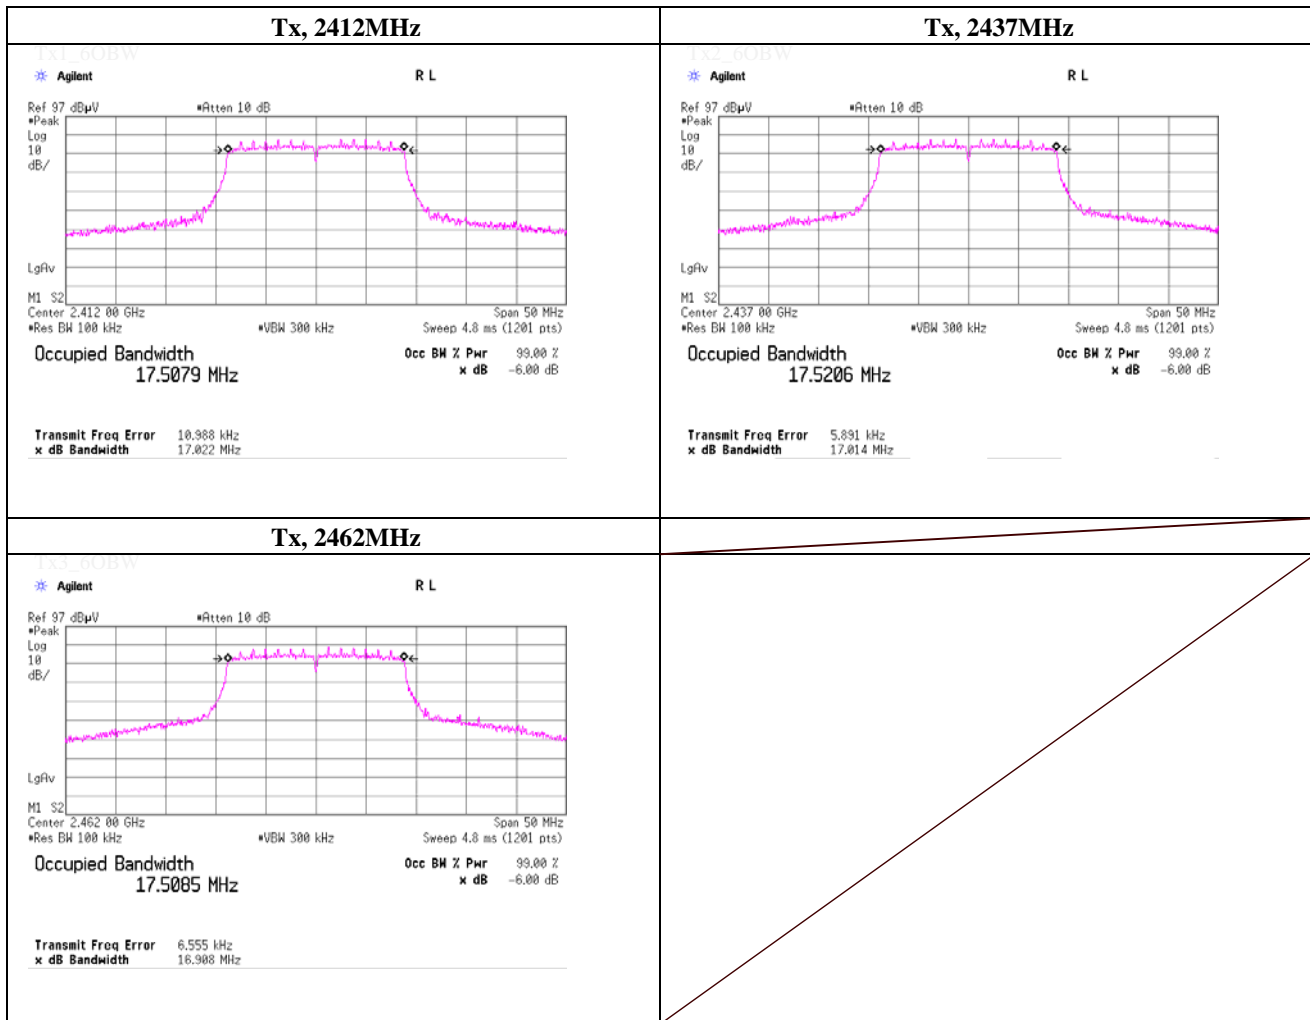 Tx, 2412MHz
Tx1_6OBW
Agilent R L
Ref 97 dBµV #Atten 10 dB
#Peak
Log
10
dB/
LgAv
M1 S2
Center 2.412 00 GHz Span 50 MHz
#Res BW 100 kHz #VBW 300 kHz Sweep 4.8 ms (1201 pts)
Occupied Bandwidth Occ BW % Pwr 99.00 %
17.5079 MHz x dB -6.00 dB
Transmit Freq Error 10.988 kHz
x dB Bandwidth 17.022 MHz
Tx, 2437MHz
Tx2_6OBW
Agilent R L
Ref 97 dBµV #Atten 10 dB
#Peak
Log
10
dB/
LgAv
M1 S2
Center 2.437 00 GHz Span 50 MHz
#Res BW 100 kHz #VBW 300 kHz Sweep 4.8 ms (1201 pts)
Occupied Bandwidth Occ BW % Pwr 99.00 %
17.5206 MHz x dB -6.00 dB
Transmit Freq Error 5.891 kHz
x dB Bandwidth 17.014 MHz
Tx, 2462MHz
Tx3_6OBW
Agilent R L
Ref 97 dBµV #Atten 10 dB
#Peak
Log
10
dB/
LgAv
M1 S2
Center 2.462 00 GHz Span 50 MHz
#Res BW 100 kHz #VBW 300 kHz Sweep 4.8 ms (1201 pts)
Occupied Bandwidth Occ BW % Pwr 99.00 %
17.5085 MHz x dB -6.00 dB
Transmit Freq Error 6.555 kHz
x dB Bandwidth 16.908 MHz